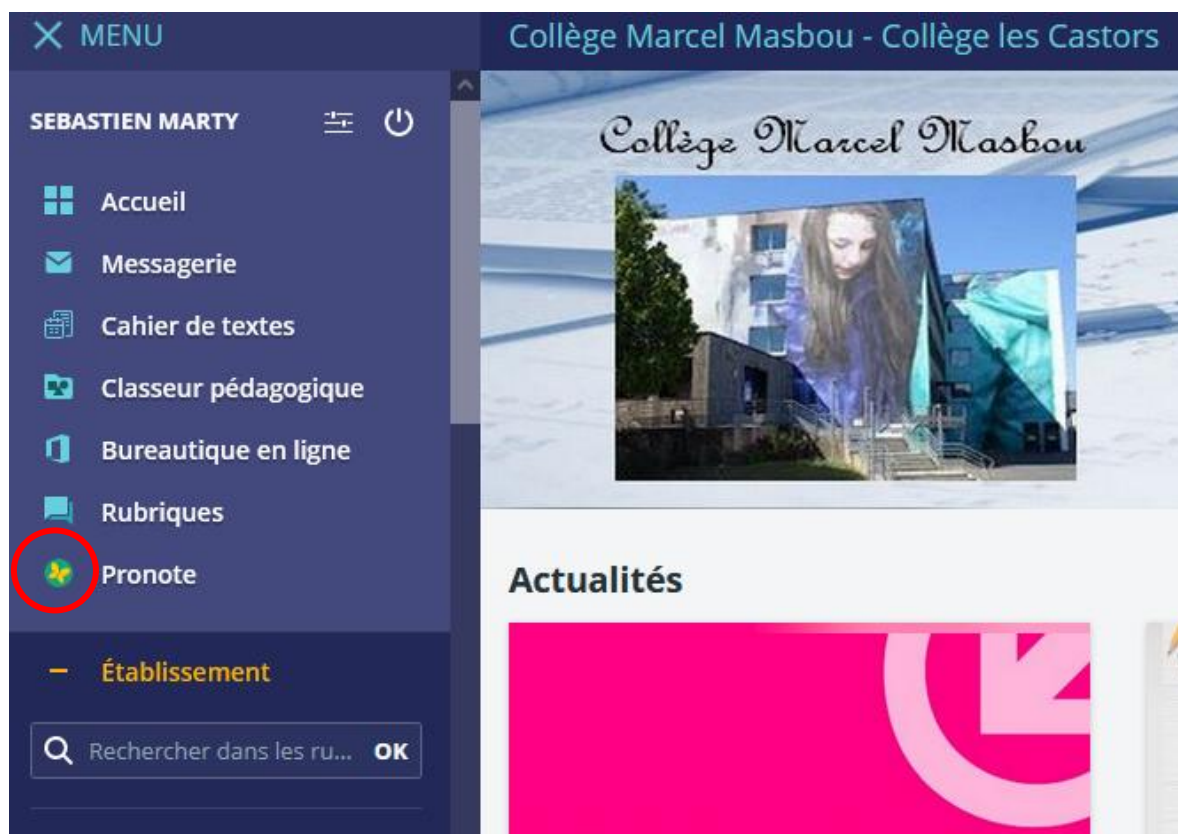 MENU
SEBASTIEN MARTY
Accueil
Messagerie
Cahier de textes
Classeur pédagogique
Bureautique en ligne
Rubriques
Pronote
Établissement
Rechercher dans les ru... OK
Collège Marcel Masbou - Collège les Castors
Collège Marcel Masbou
Actualités